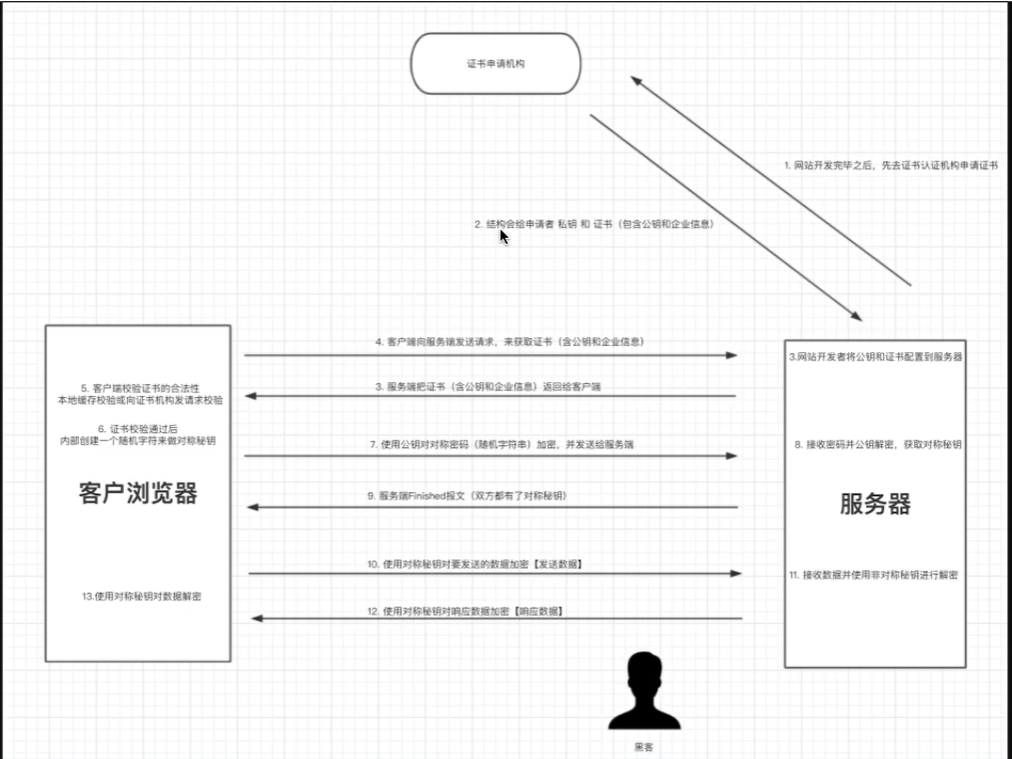 证书申请机构
1. 网站开发完毕之后，先去证书认证机构申请证书
2. 结构会给申请者 私钥 和 证书（包含公钥和企业信息）
4. 客户端向服务端发送请求，来获取证书（含公钥和企业信息）
3.网站开发者将公钥和证书配置到服务器
5. 客户端校验证书的合法性
本地缓存校验或向证书机构发请求校验
3. 服务端把证书（含公钥和企业信息）返回给客户端
6. 证书校验通过后
内部创建一个随机字符来做对称秘钥
7. 使用公钥对对称密码（随机字符串）加密，并发送给服务端
8. 接收密码并公钥解密，获取对称秘钥
客户浏览器
9. 服务端Finished报文（双方都有了对称秘钥）
服务器
10. 使用对称秘钥对要发送的数据加密【发送数据】
11. 接收数据并使用非对称秘钥进行解密
13.使用对称秘钥对数据解密
12. 使用对称秘钥对响应数据加密【响应数据】
黑客